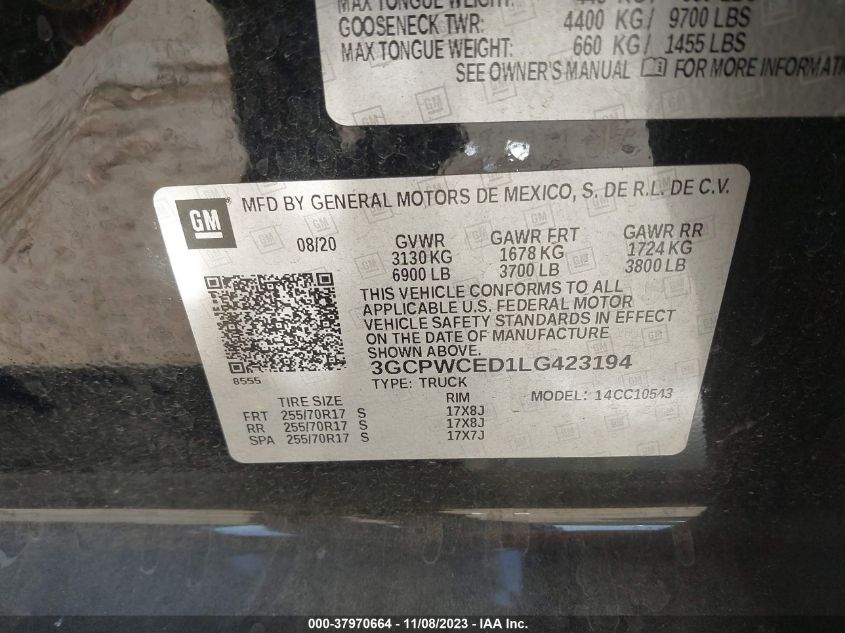 MAX TONGUE WEIGHT:
GOOSENECK TWR: 4400 KG / 9700 LBS
MAX TONGUE WEIGHT: 660 KG / 1455 LBS
SEE OWNER'S MANUAL FOR MORE INFORMATI
GM MFD BY GENERAL MOTORS DE MEXICO, S. DE R.L. DE C.V.
08/20 GVWR GAWR FRT GAWR RR
3130 KG 1678 KG 1724 KG
6900 LB 3700 LB 3800 LB
THIS VEHICLE CONFORMS TO ALL
APPLICABLE U.S. FEDERAL MOTOR
VEHICLE SAFETY STANDARDS IN EFFECT
ON THE DATE OF MANUFACTURE
SHOWN ABOVE.
3GCPWCED1LG423194
8555 TYPE: TRUCK
TIRE SIZE RIM MODEL: 14CC10543
FRT 255/70R17 S 17X8J
RR 255/70R17 S 17X8J
SPA 255/70R17 S 17X7J
000-37970664 - 11/08/2023 - IAA Inc.